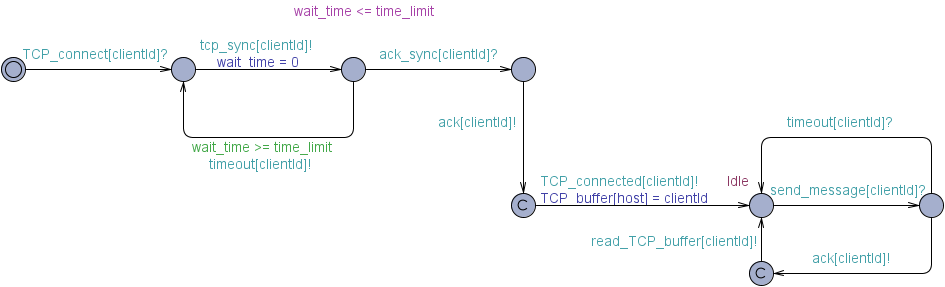 wait_time <= time_limit
TCP_connect[clientId]?
tcp_sync[clientId]!
wait_time = 0
ack_sync[clientId]?
wait_time >= time_limit
timeout[clientId]!
ack[clientId]!
timeout[clientId]?
TCP_connected[clientId]!
TCP_buffer[host] = clientId
Idle
send_message[clientId]?
C
read_TCP_buffer[clientId]!
ack[clientId]!
C